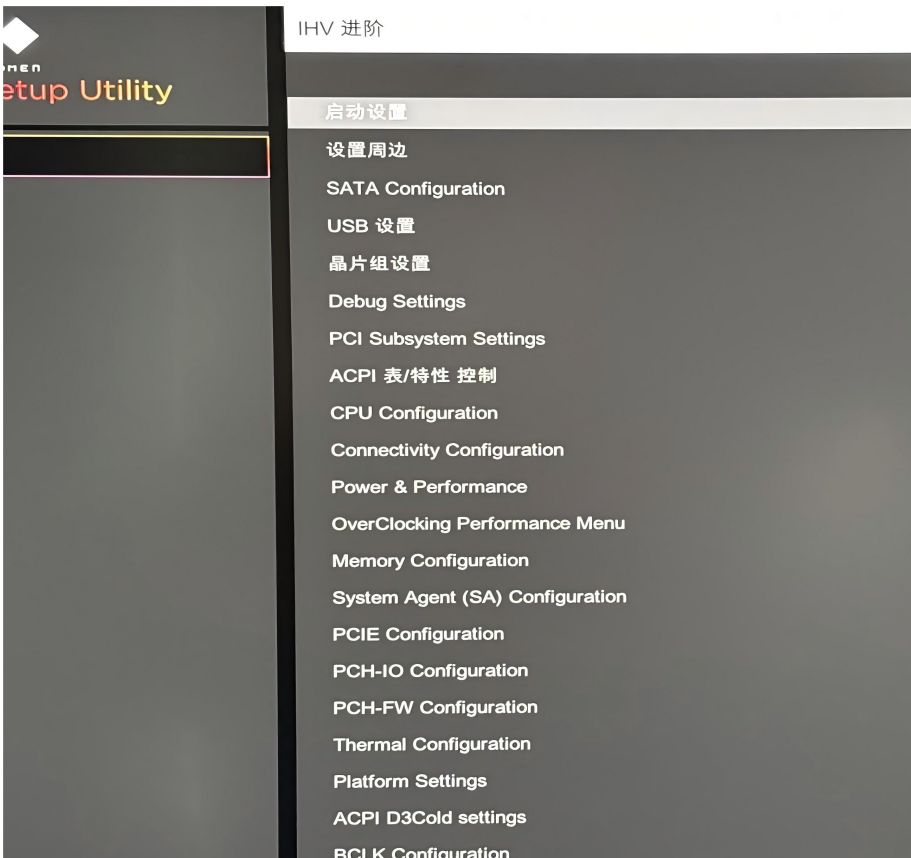 IHV 进阶
OMEN
etup Utility
启动设置
设置周边
SATA Configuration
USB 设置
晶片组设置
Debug Settings
PCI Subsystem Settings
ACPI 表/特性 控制
CPU Configuration
Connectivity Configuration
Power & Performance
OverClocking Performance Menu
Memory Configuration
System Agent (SA) Configuration
PCIE Configuration
PCH-IO Configuration
PCH-FW Configuration
Thermal Configuration
Platform Settings
ACPI D3Cold settings
BCLK Configuration